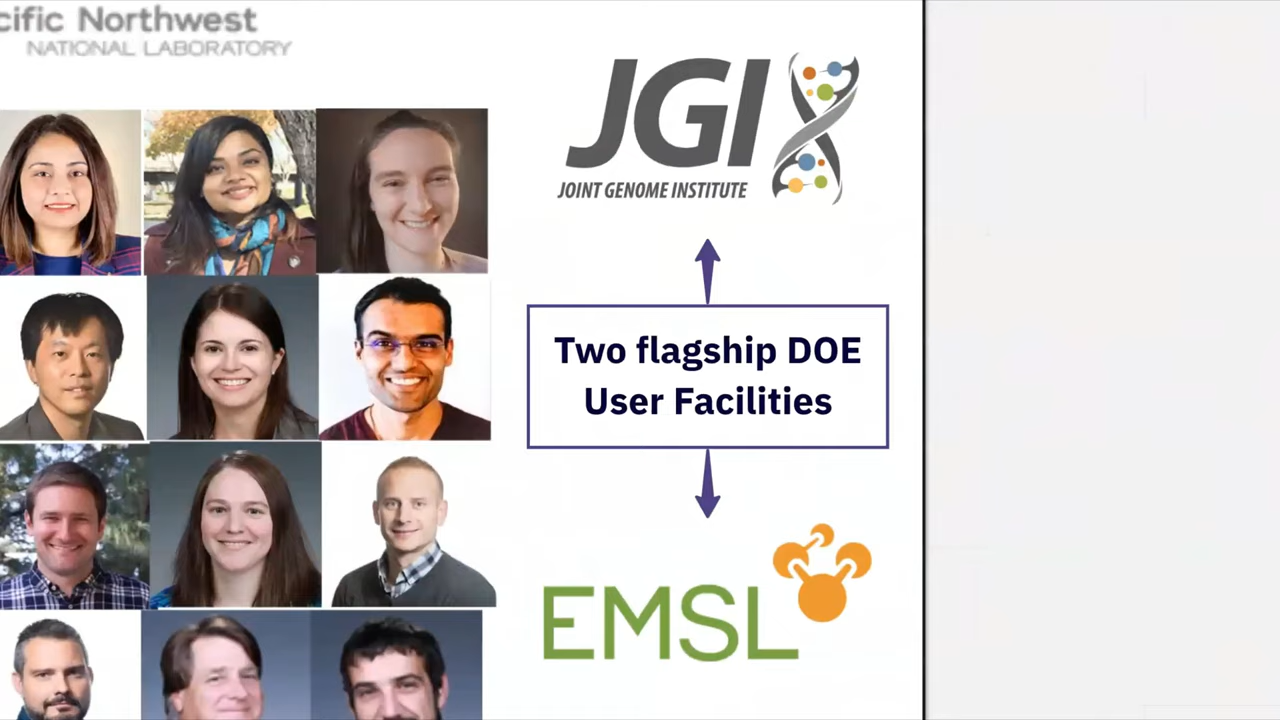 cific Northwest
NATIONAL LABORATORY
JGI
JOINT GENOME INSTITUTE
Two flagship DOE
User Facilities
EMSL